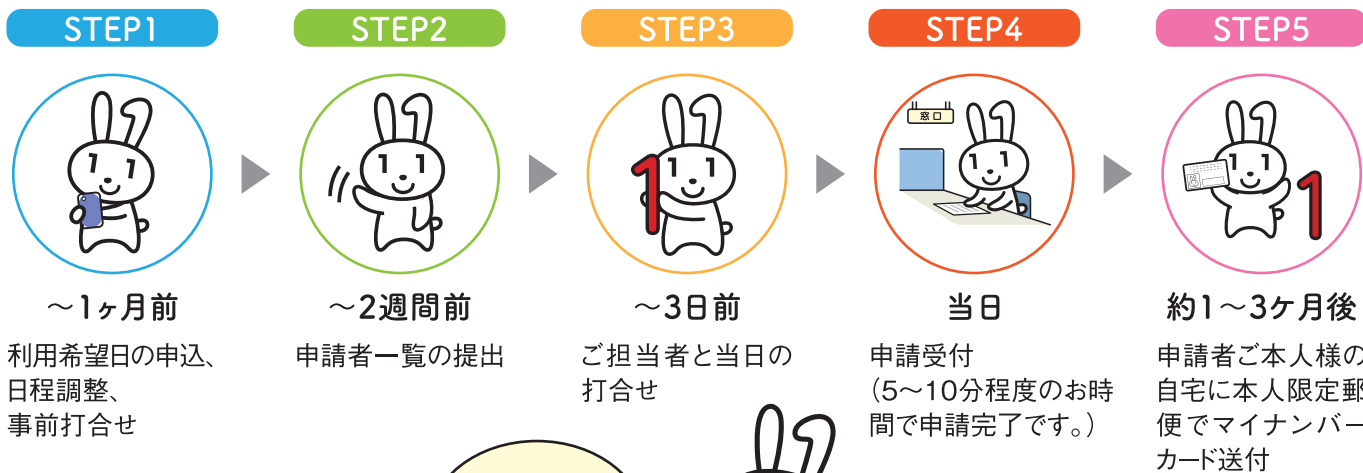 STEP1
STEP2
STEP3
STEP4
STEP5
窓口
～1ヶ月前
利用希望日の申込、
日程調整、
事前打合せ
～2週間前
申請者一覧の提出
～3日前
ご担当者と当日の
打合せ
当日
申請受付
（5～10分程度のお時
間で申請完了です。）
約1～3ケ月後
申請者ご本人様の
自宅に本人限定郵
便でマイナンバー
カード送付